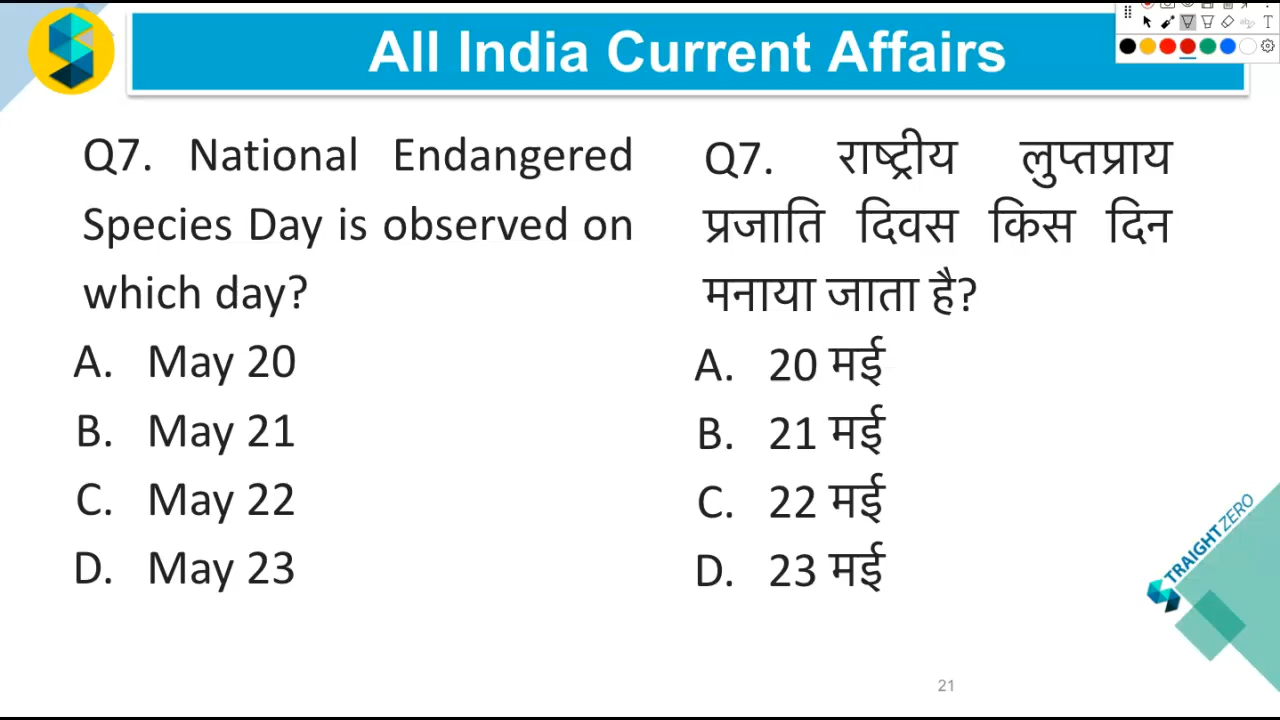 All India Current Affairs
Q7. National Endangered
Species Day is observed on
which day?
A. May 20
B. May 21
C. May 22
D. May 23
Q7. राष्ट्रीय लुप्तप्राय
प्रजाति दिवस किस दिन
मनाया जाता है?
A. 20 मई
B. 21 मई
C. 22 मई
D. 23 मई
TRAIGHTZERO
21